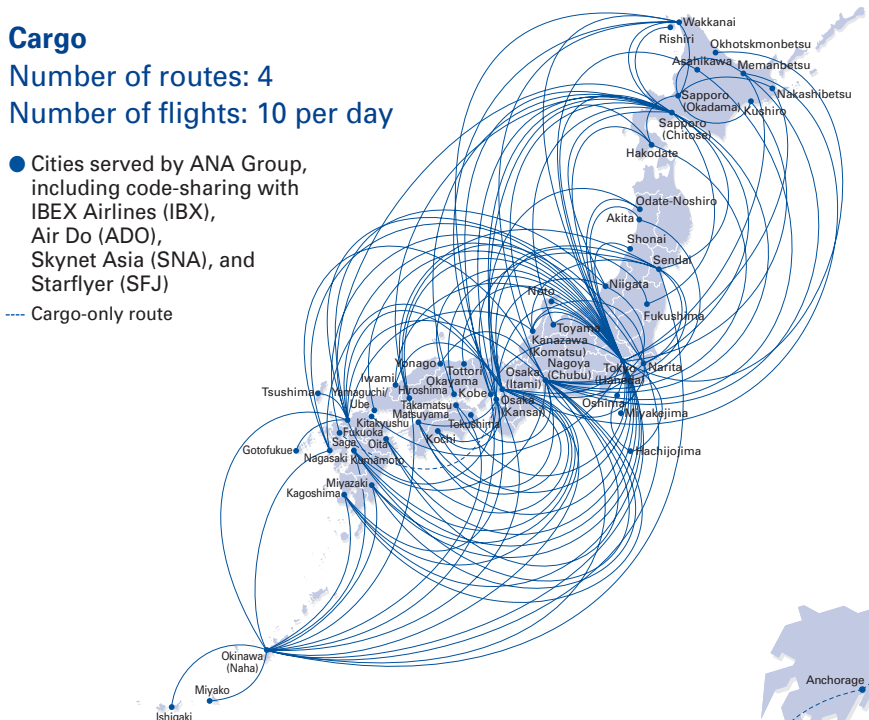 Cargo
Number of routes: 4
Number of flights: 10 per day
Cities served by ANA Group,
including code-sharing with
IBEX Airlines (IBX),
Air Do (ADO),
Skynet Asia (SNA), and
Starflyer (SFJ)
Cargo-only route
Wakkanai
Rishiri
Okhotskmonbetsu
Asahikawa
Memanbetsu
Sapporo
(Okadama)
Nakashibetsu
Kushiro
Sapporo
(Chitose)
Hakodate
Odate-Noshiro
Akita
Shonai
Sendai
Niigata
Noto
Fukushima
Toyama
Kanazawa
(Komatsu)
Nagoya
(Chubu)
Tokyo
(Haneda)
Narita
Yonago
Tottori
Osaka
(Itami)
Iwami
Okayama
Hiroshima
Kobe
Osaka
(Kansai)
Oshima
Miyakejima
Tsushima
Yamaguchi/
Ube
Takamatsu
Kitakyushu
Matsuyama
Tokushima
Fukuoka
Kochi
Saga
Oita
Gotofukue
Nagasaki
Kumamoto
Hachijojima
Miyazaki
Kagoshima
Okinawa
(Naha)
Miyako
Ishigaki
Anchorage